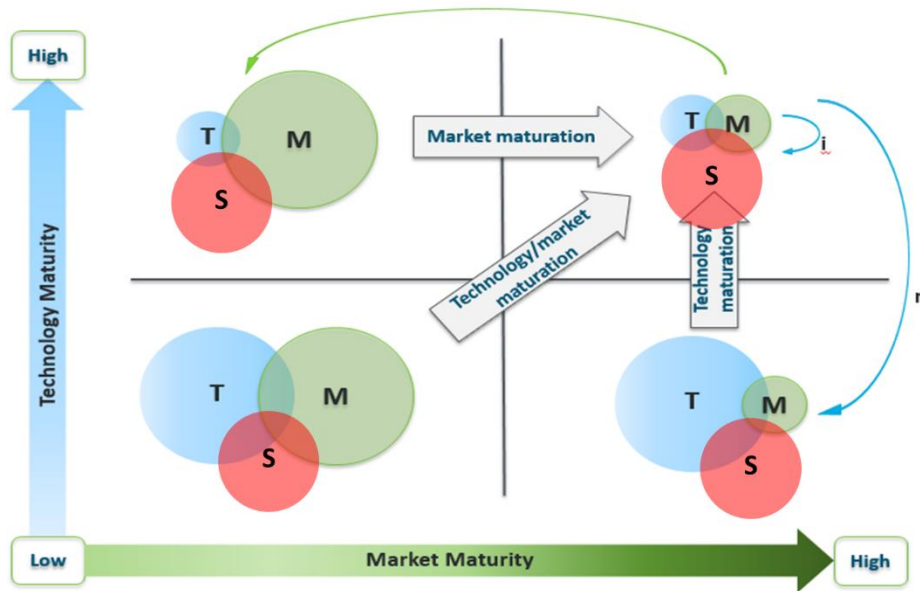 High
T
M
S
Market maturation
T
M
S
i
Technology Maturity
Technology/market
maturation
Technology
maturation
r
T
M
S
T
M
S
Low
Market Maturity
High